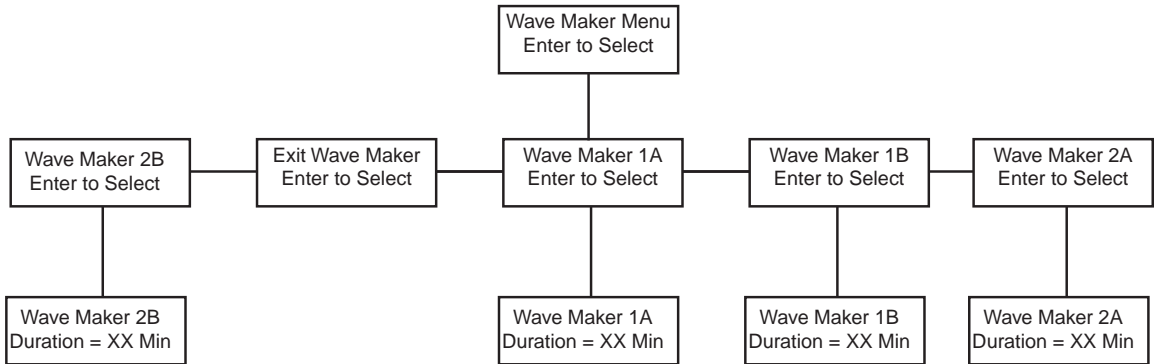 Wave Maker Menu
Enter to Select
Wave Maker 2B
Enter to Select
Exit Wave Maker
Enter to Select
Wave Maker 1A
Enter to Select
Wave Maker 1B
Enter to Select
Wave Maker 2A
Enter to Select
Wave Maker 2B
Duration = XX Min
Wave Maker 1A
Duration = XX Min
Wave Maker 1B
Duration = XX Min
Wave Maker 2A
Duration = XX Min